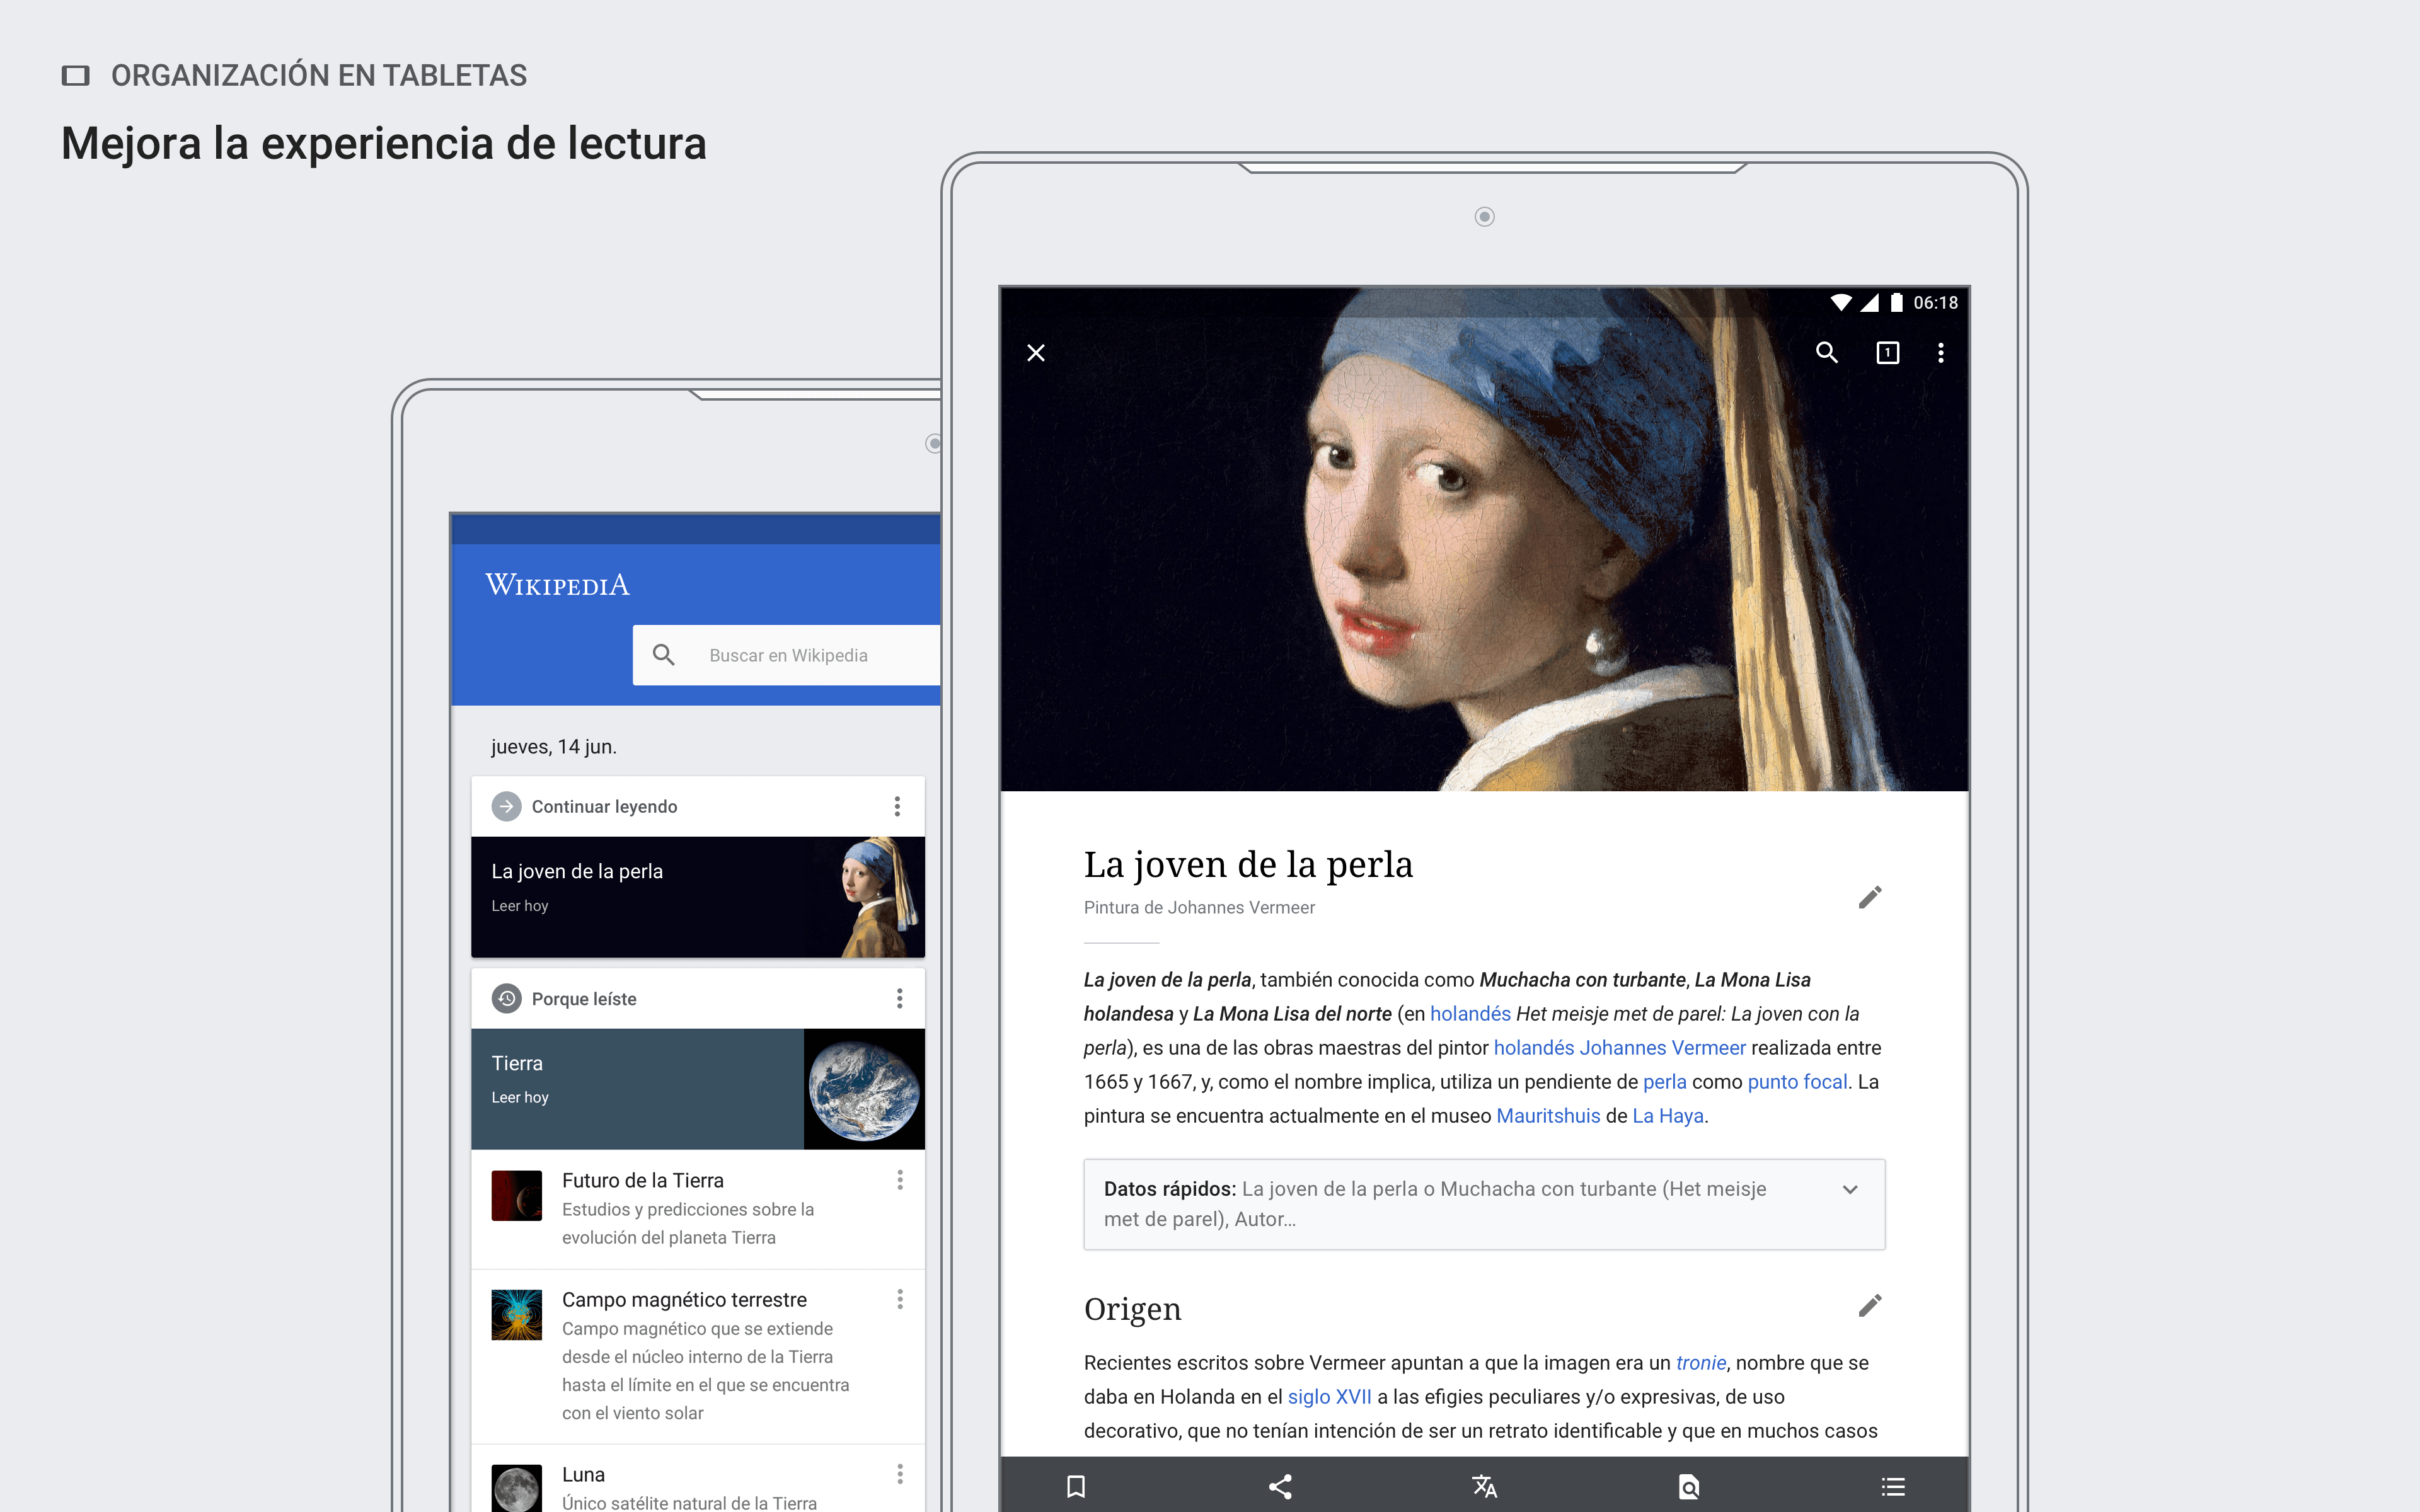 ORGANIZACIÓN EN TABLETAS
Mejora la experiencia de lectura
WIKIPEDIA
Buscar en Wikipedia
jueves, 14 jun.
Continuar leyendo
La joven de la perla
Leer hoy
Porque leíste
Tierra
Leer hoy
Futuro de la Tierra
Estudios y predicciones sobre la
evolución del planeta Tierra
Campo magnético terrestre
Campo magnético que se extiende
desde el núcleo interno de la Tierra
hasta el límite en el que se encuentra
con el viento solar
Luna
Único satélite natural de la Tierra
06:18
1
La joven de la perla
Pintura de Johannes Vermeer
La joven de la perla, también conocida como Muchacha con turbante, La Mona Lisa
holandesa y La Mona Lisa del norte (en holandés Het meisje met de parel: La joven con la
perla), es una de las obras maestras del pintor holandés Johannes Vermeer realizada entre
1665 y 1667, y, como el nombre implica, utiliza un pendiente de perla como punto focal. La
pintura se encuentra actualmente en el museo Mauritshuis de La Haya.
Datos rápidos: La joven de la perla o Muchacha con turbante (Het meisje
met de parel), Autor...
Origen
Recientes escritos sobre Vermeer apuntan a que la imagen era un tronie, nombre que se
daba en Holanda en el siglo XVII a las efigies peculiares y/o expresivas, de uso
decorativo, que no tenían intención de ser un retrato identificable y que en muchos casos